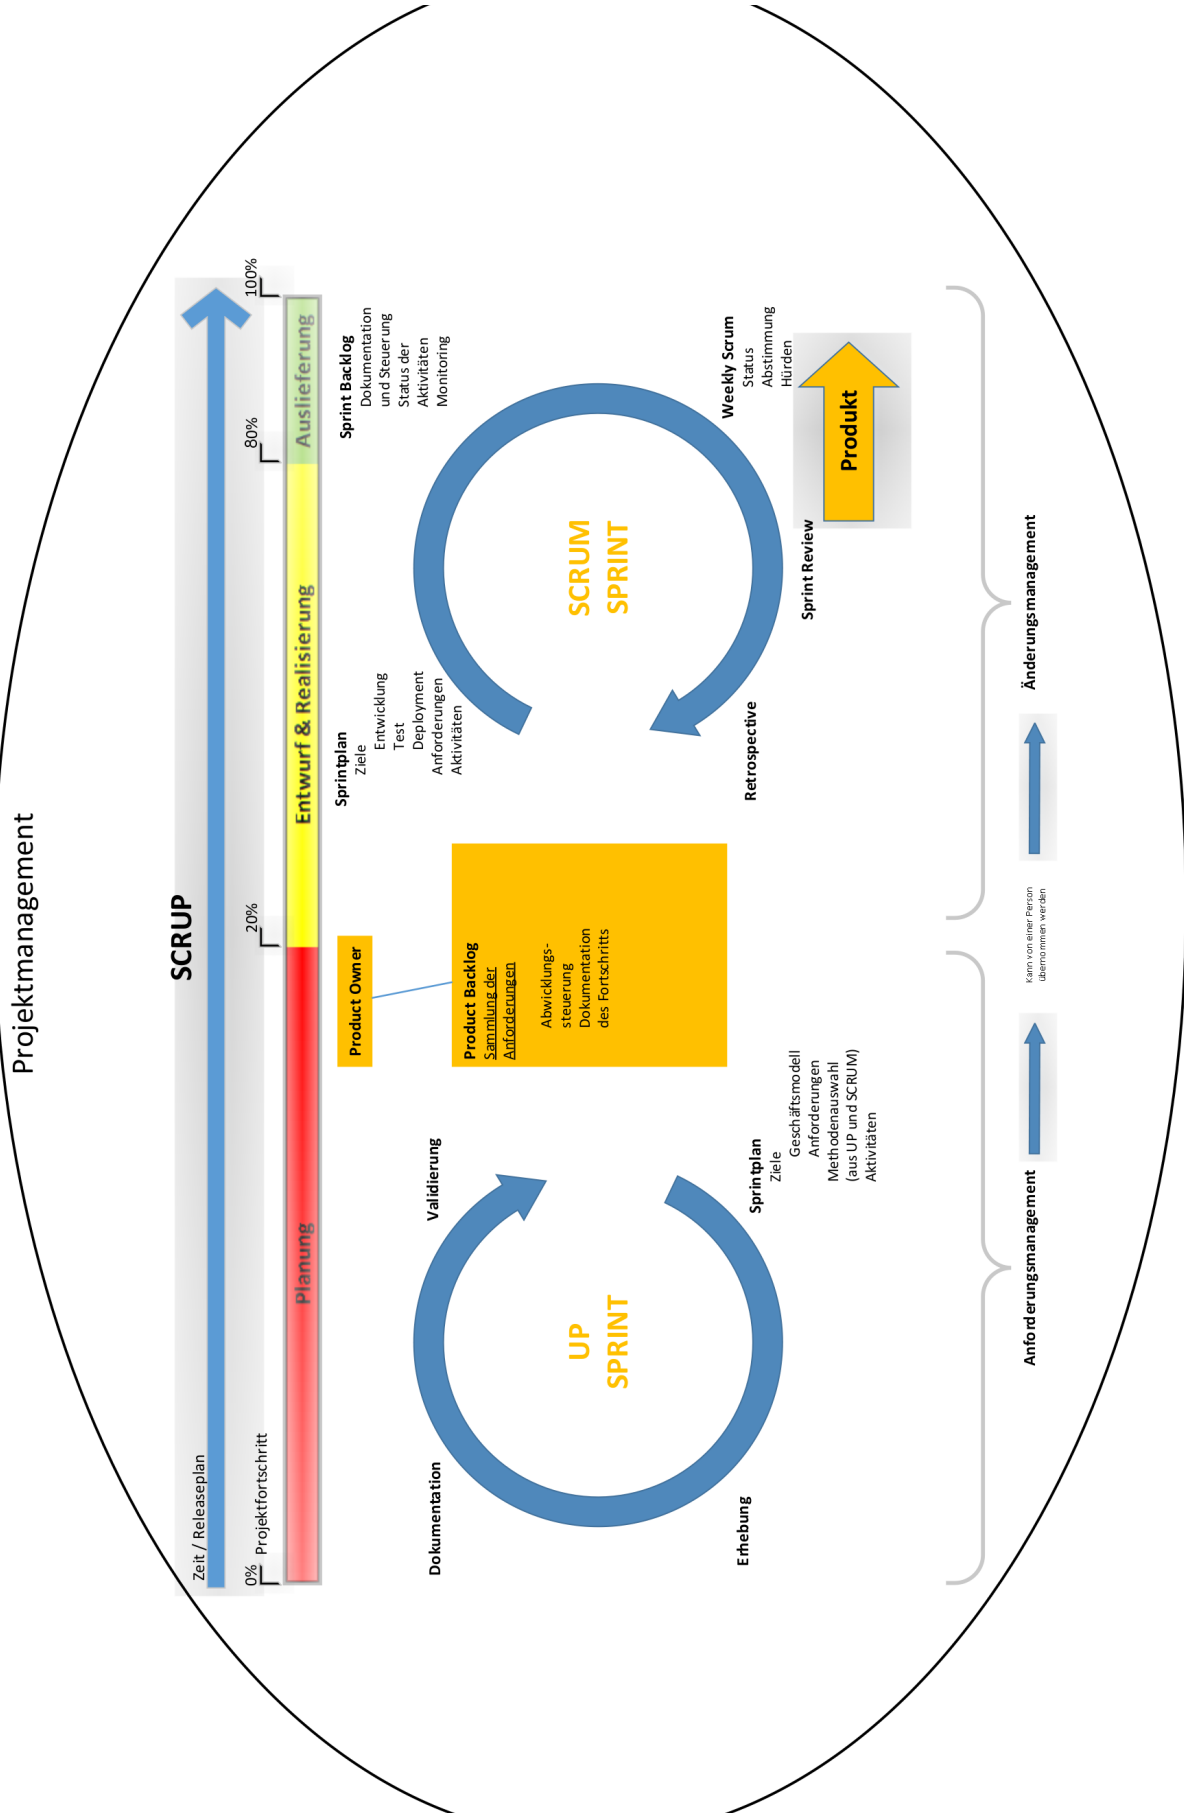 Projektmanagement
SCRUP
Zeit / Releaseplan
0%
Projektfortschritt
20%
80%
100%
Planung
Entwurf & Realisierung
Auslieferung
Product Owner
Product Backlog
Sammlung der
Anforderungen
Abwicklungs-
steuerung
Dokumentation
des Fortschritts
UP
SPRINT
Dokumentation
Validierung
Erhebung
Sprintplan
Ziele
Geschäftsmodell
Anforderungen
Methodenauswahl
(aus UP und SCRUM)
Aktivitäten
SCRUM
SPRINT
Sprintplan
Ziele
Entwicklung
Test
Deployment
Anforderungen
Aktivitäten
Sprint Backlog
Dokumentation
und Steuerung
Status der
Aktivitäten
Monitoring
Weekly Scrum
Status
Abstimmung
Hürden
Retrospective
Sprint Review
Produkt
Anforderungsmanagement
Kann von einer Person
übernommen werden
Änderungsmanagement